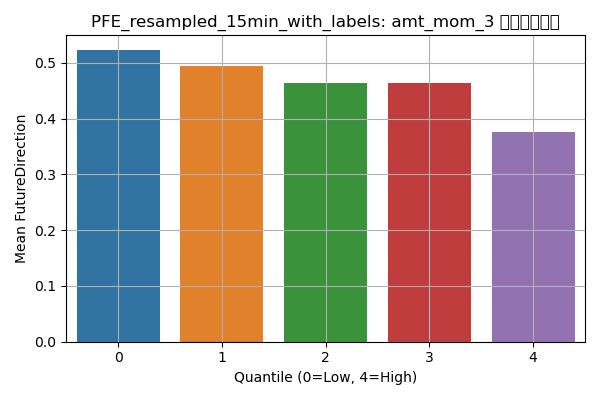 PFE_resampled_15min_with_labels: amt_mom_3
0.5
0.4
0.3
0.2
0.1
0.0
Mean FutureDirection
0 1 2 3 4
Quantile (0=Low, 4=High)